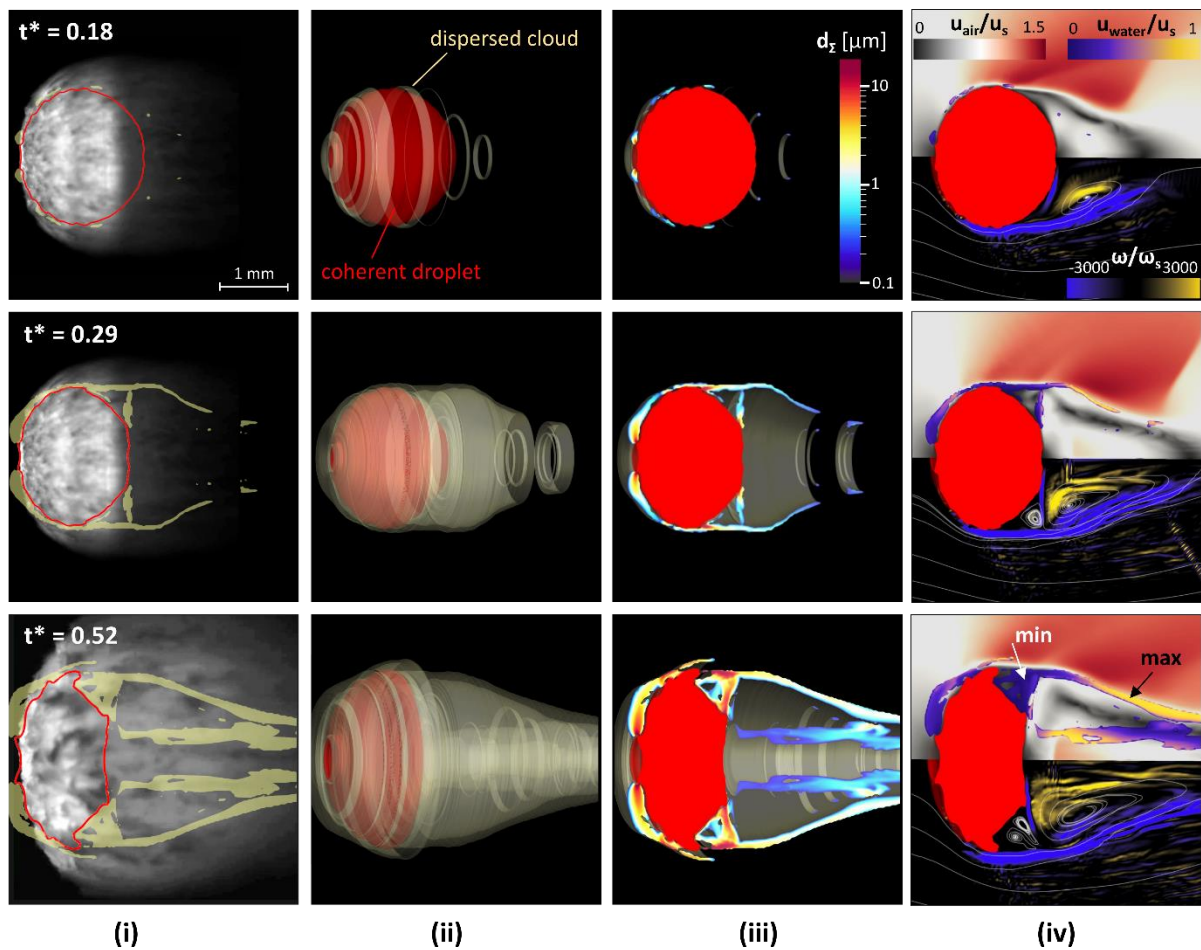 t* = 0.18
1 mm
dispersed cloud
coherent droplet
d_Σ [μm]
10
1
0.1
0 u_air/u_s 1.5
0 u_water/u_s 1
-3000 ω/ω_s 3000
t* = 0.29
t* = 0.52
min
max
(i) (ii) (iii) (iv)